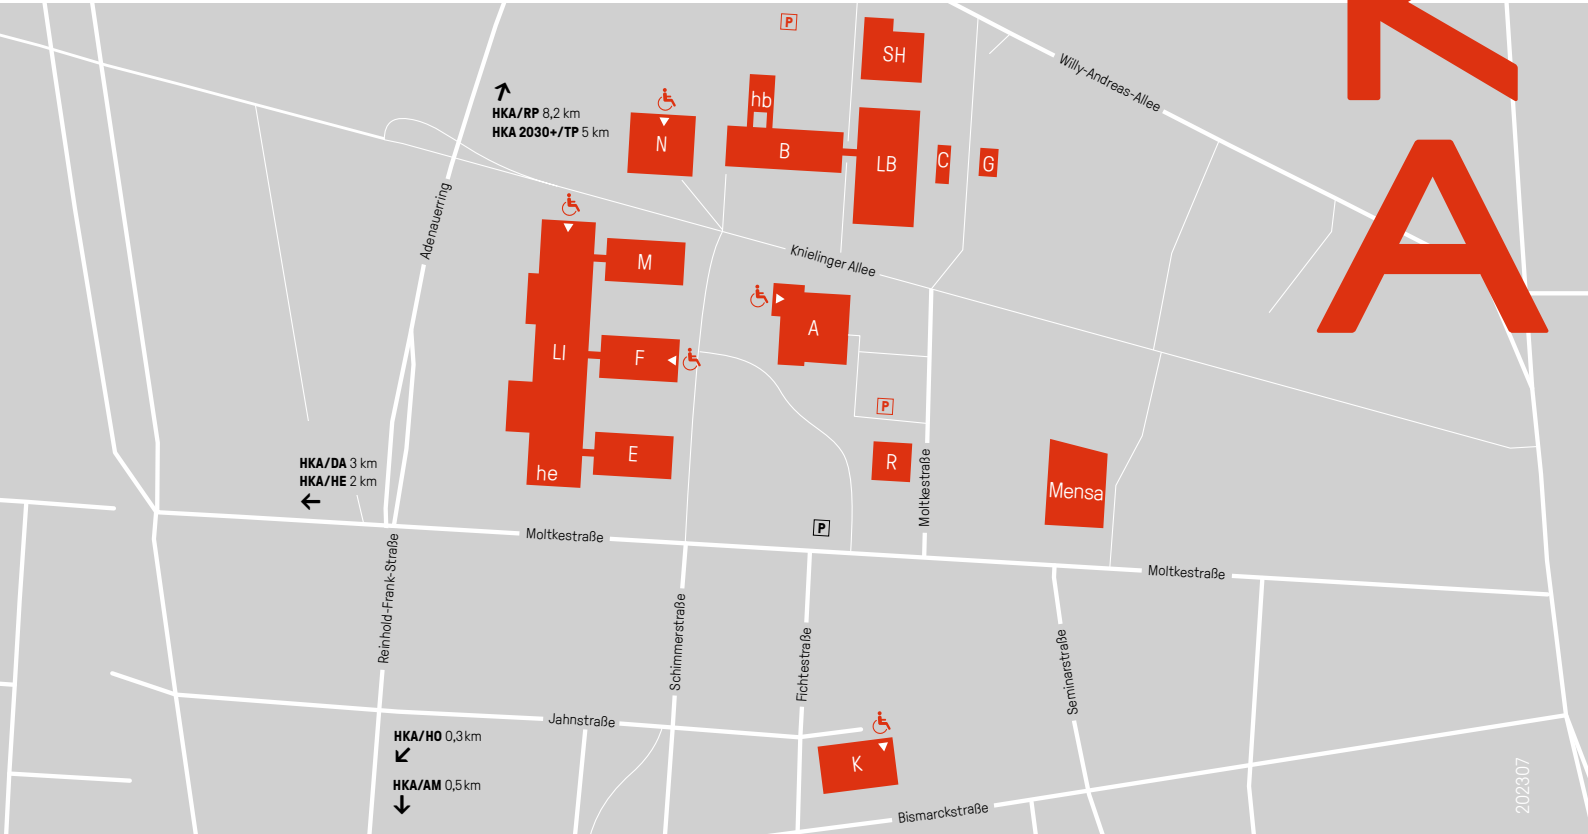 P
SH
Willy-Andreas-Allee
HKA/RP 8,2 km
HKA 2030+/TP 5 km
hb
N
B
LB
C
G
A
Adenauerring
Knielinger Allee
M
A
LI
F
P
HKA/DA 3 km
HKA/HE 2 km
E
he
R
Moltkestraße
Mensa
Moltkestraße
P
Moltkestraße
Reinhold-Frank-Straße
Schimmerstraße
Fichtestraße
Seminarstraße
Jahnstraße
HKA/HO 0,3 km
HKA/AM 0,5 km
K
Bismarckstraße
202307